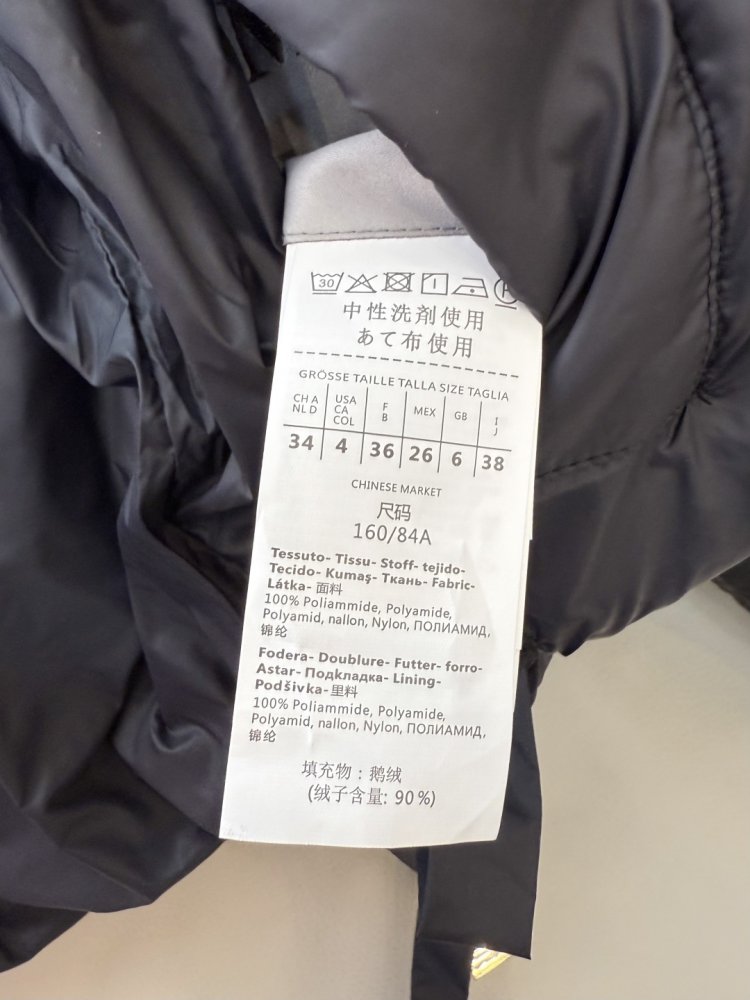 30
中性洗剤使用
あて布使用
GRÖSSE TAILLE TALLA SIZE TAGLIA
CH A NL D USA CA COL F B MEX GB I J
34 4 36 26 6 38
CHINESE MARKET
尺码
160/84A
Tessuto- Tissu- Stoff- tejido-
Tecido- Kumaş- Ткань- Fabric-
Látka- 面料
100% Poliammide, Polyamide,
Polyamid, nallon, Nylon, ПОЛИАМИД,
锦纶
Fodera- Doublure- Futter- forro-
Astar- Подкладка- Lining-
Podšivka- 里料
100% Poliammide, Polyamide,
Polyamid, nallon, Nylon, ПОЛИАМИД,
锦纶
填充物：鹅绒
(绒子含量: 90%)